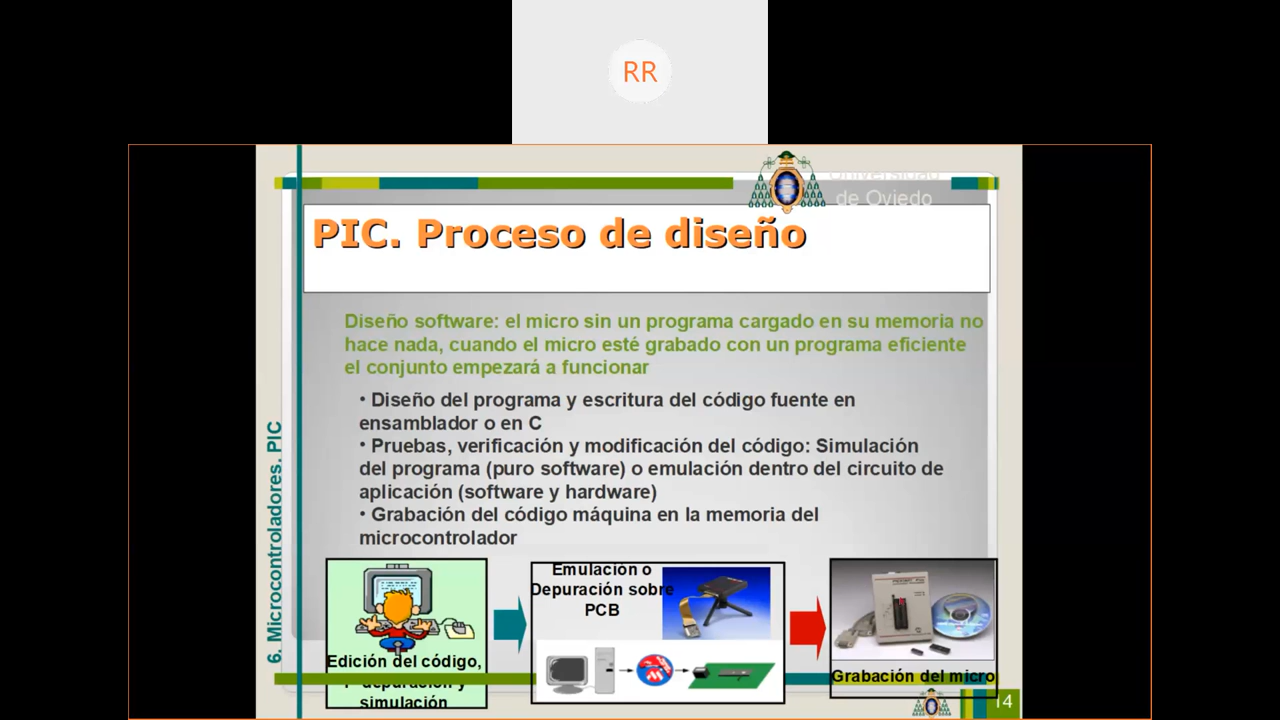 RR
Universidad
de Oviedo
PIC. Proceso de diseño
Diseño software: el micro sin un programa cargado en su memoria no
hace nada, cuando el micro esté grabado con un programa eficiente
el conjunto empezará a funcionar
• Diseño del programa y escritura del código fuente en
ensamblador o en C
• Pruebas, verificación y modificación del código: Simulación
del programa (puro software) o emulación dentro del circuito de
aplicación (software y hardware)
• Grabación del código máquina en la memoria del
microcontrolador
6. Microcontroladores. PIC
Edición del código,
depuración y
simulación
Emulación o
Depuración sobre
PCB
Grabación del micro
14